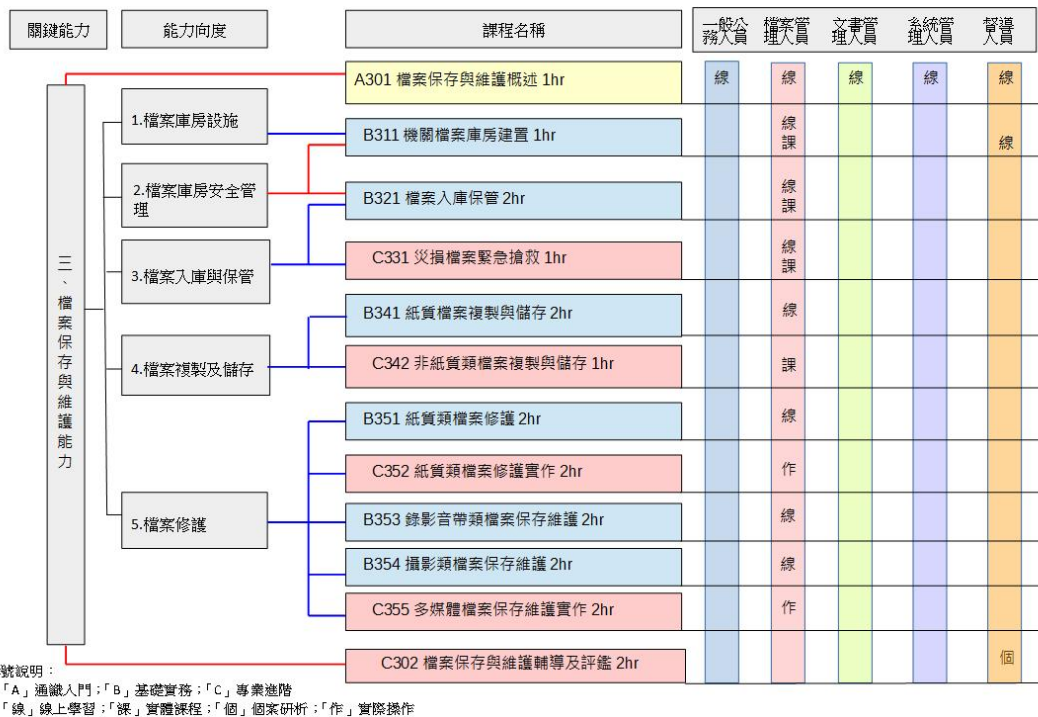 關鍵能力 能力向度 課程名稱
一般公務人員
檔案管理人員
文書管理人員
系統管理人員
督導人員
三、檔案保存與維護能力
1.檔案庫房設施
2.檔案庫房安全管理
3.檔案入庫與保管
4.檔案複製及儲存
5.檔案修護
A301 檔案保存與維護概述 1hr 線 線 線 線 線
B311 機關檔案庫房建置 1hr 線課 線
B321 檔案入庫保管 2hr 線課
C331 災損檔案緊急搶救 1hr 線課
B341 紙質檔案複製與儲存 2hr 線
C342 非紙質類檔案複製與儲存 1hr 課
B351 紙質類檔案修護 2hr 線
C352 紙質類檔案修護實作 2hr 作
B353 錄影音帶類檔案保存維護 2hr 線
B354 攝影類檔案保存維護 2hr 線
C355 多媒體檔案保存維護實作 2hr 作
C302 檔案保存與維護輔導及評鑑 2hr 個
號說明：
「A」通識入門；「B」基礎實務；「C」專業進階
「線」線上學習；「課」實體課程；「個」個案研析；「作」實際操作